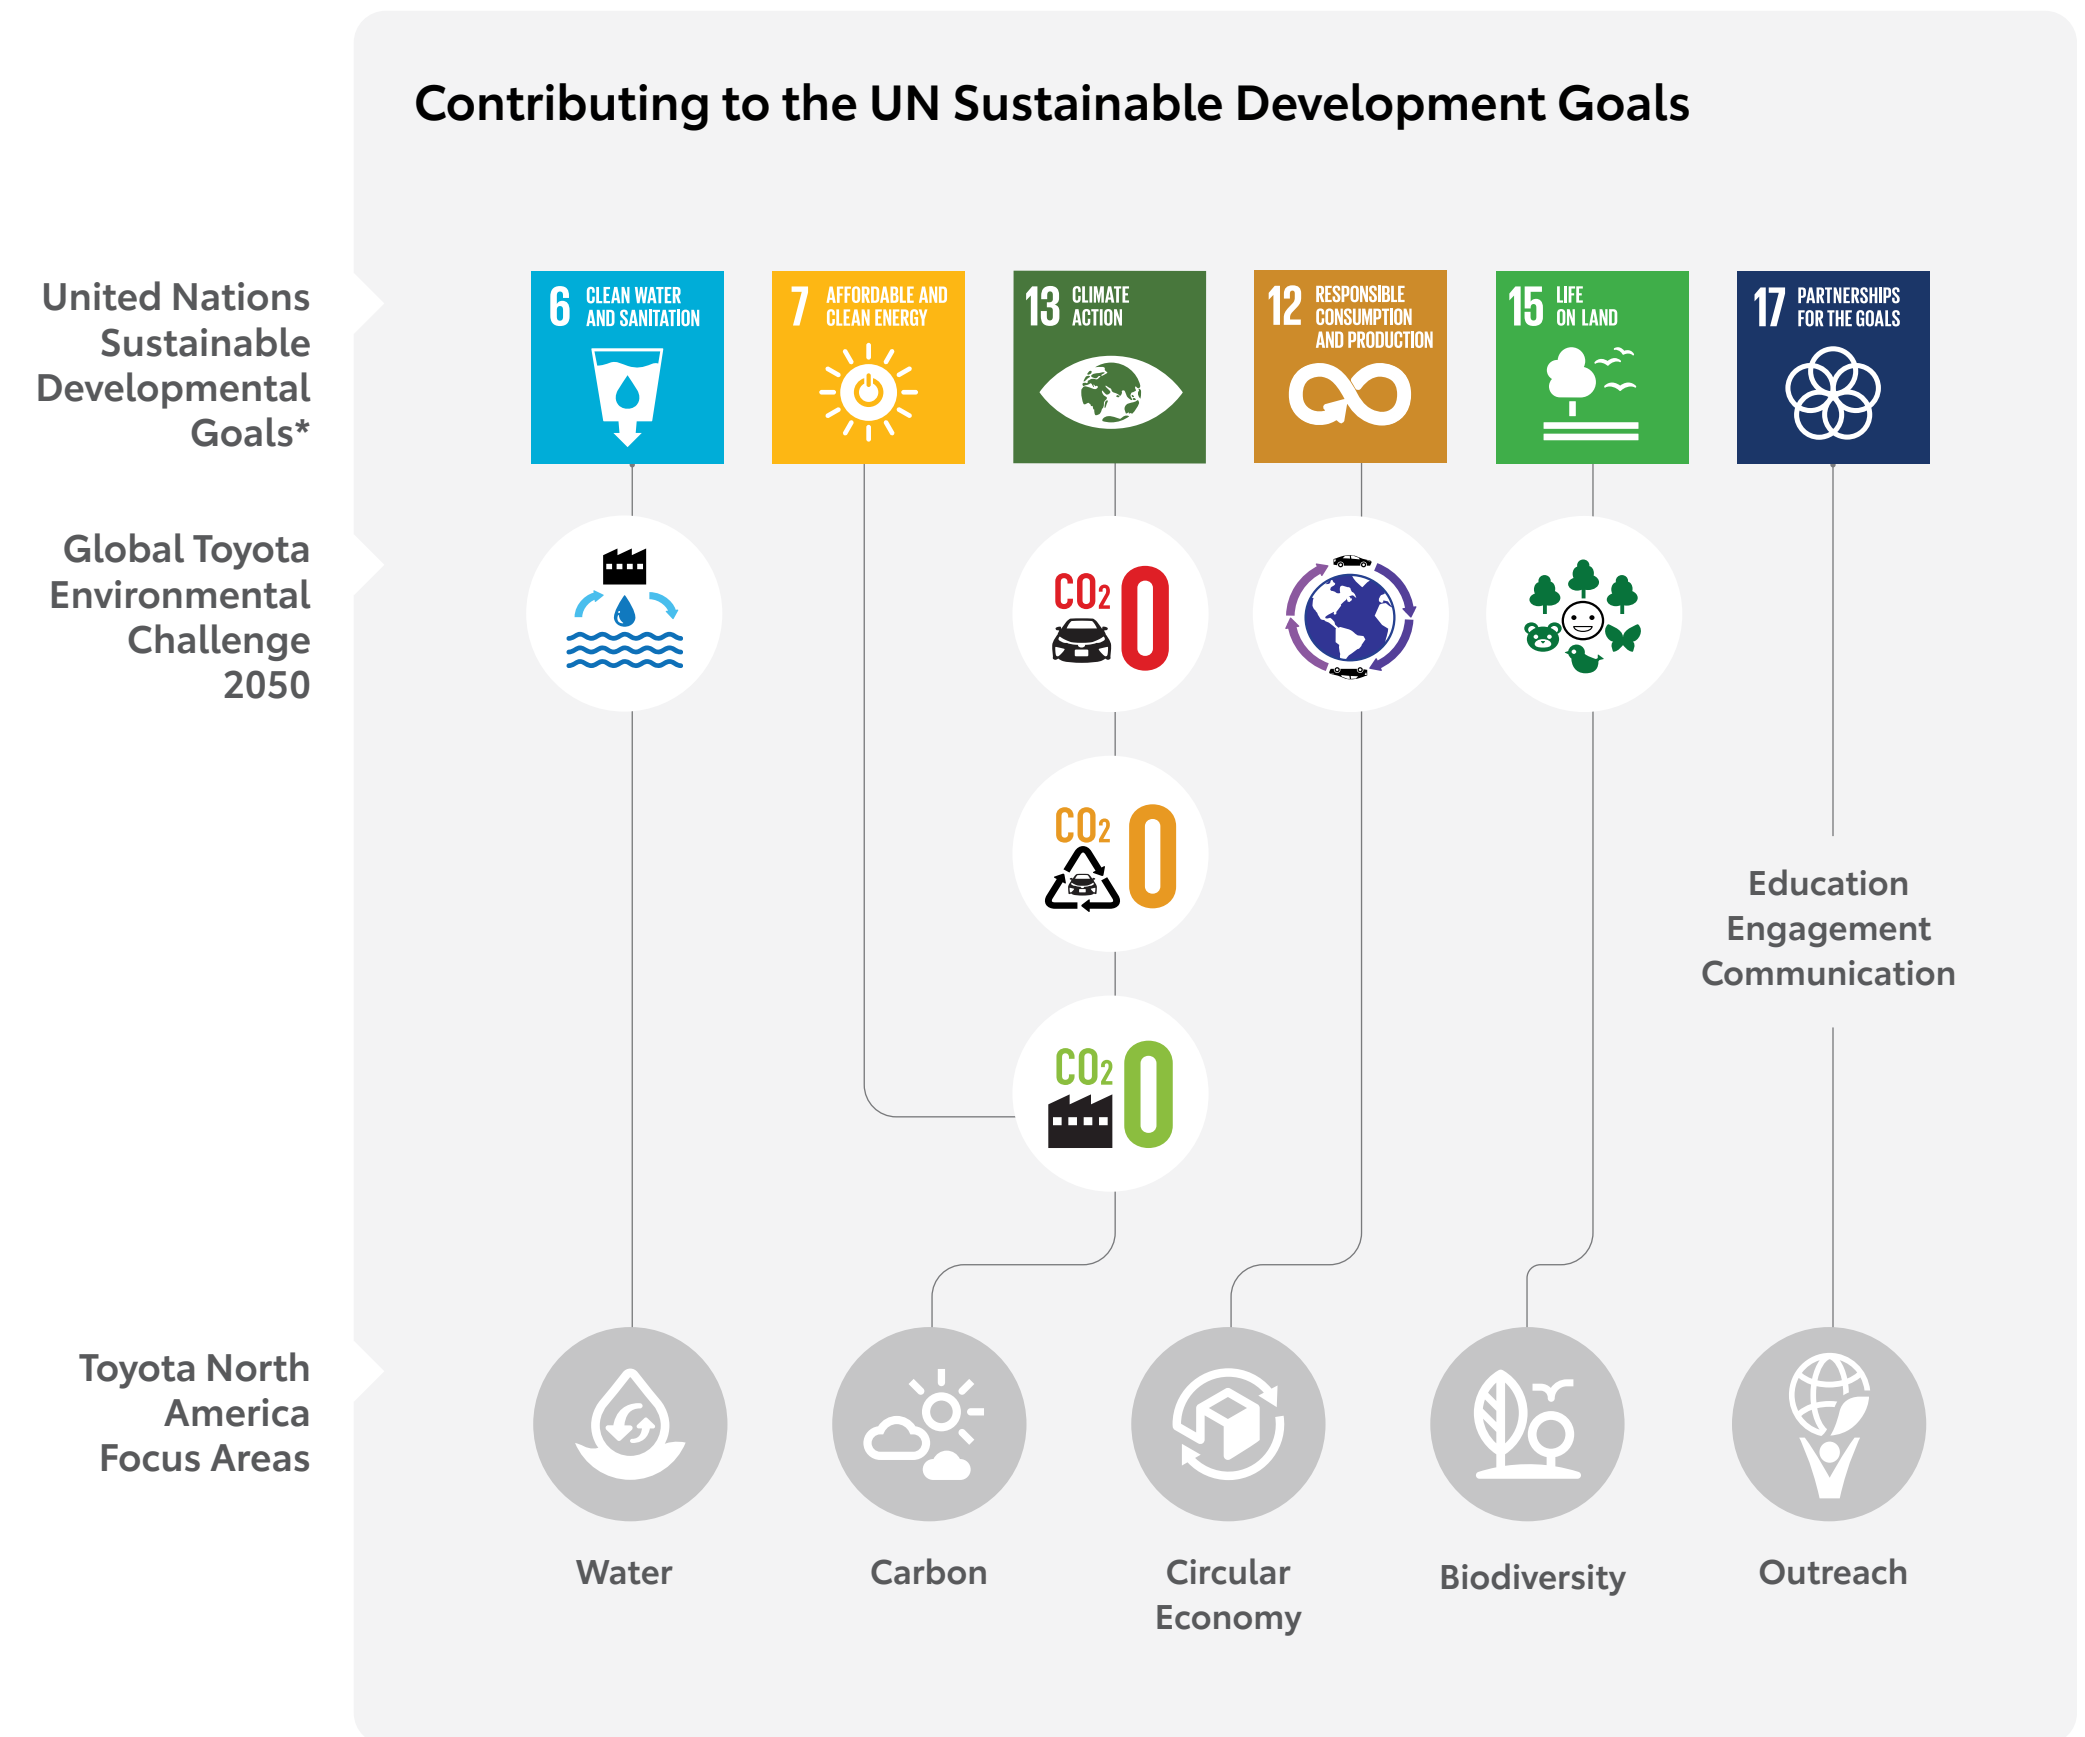 Contributing to the UN Sustainable Development Goals
United Nations
Sustainable
Developmental
Goals*
6 CLEAN WATER
AND SANITATION
7 AFFORDABLE AND
CLEAN ENERGY
13 CLIMATE
ACTION
12 RESPONSIBLE
CONSUMPTION
AND PRODUCTION
15 LIFE
ON LAND
17 PARTNERSHIPS
FOR THE GOALS
Global Toyota
Environmental
Challenge
2050
CO2 0
CO2 0
CO2 0
Education
Engagement
Communication
Toyota North
America
Focus Areas
Water
Carbon
Circular
Economy
Biodiversity
Outreach